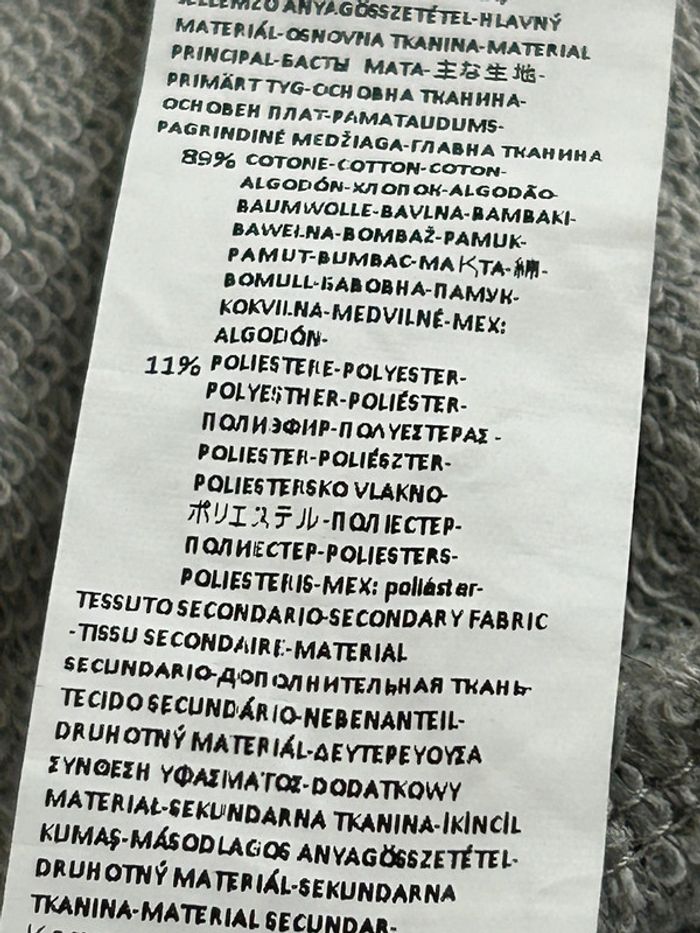 ANYAGÖSSZETÉTEL-HLAVNÝ
MATERIÁL-OSNOVNA TKANINA-MATERIAL
PRINCIPAL-БАСТЫ МАТА-主な生地-
PRIMÄRT TYG-ОСНОВНА ТКАНИНА-
ОСНОВЕН ПЛАТ-PAMATAUDUMS-
PAGRINDINĖ MEDŽIAGA-ГЛАВНА ТКАНИНА
89% COTONE-COTTON-COTON-
ALGODÓN-ХЛОПОК-ALGODÃO-
BAUMWOLLE-BAVLNA-ΒΑΜΒΑΚΙ-
BAWEŁNA-BOMBAŽ-PAMUK-
PAMUT-BUMBAC-МАҚТА-綿-
BOMULL-БАВОВНА-ПАМУК-
KOKVILNA-MEDVILNĖ-MEX:
ALGODÓN-
11% POLIESTERE-POLYESTER-
POLYESTHER-POLIÉSTER-
ПОЛИЭФИР-ΠΟΛΥΕΣΤΕΡΑΣ -
POLIESTER-POLIÉSZTER-
POLIESTERSKO VLAKNO-
ポリエステル-ПОЛІЕСТЕР-
ПОЛИЕСТЕР-POLIESTERS-
POLIESTERIS-MEX: poliéster-
TESSUTO SECONDARIO-SECONDARY FABRIC
-TISSU SECONDAIRE-MATERIAL
SECUNDARIO-ДОПОЛНИТЕЛЬНАЯ ТКАНЬ-
TECIDO SECUNDÁRIO-NEBENANTEIL-
DRUHOTNÝ MATERIÁL-ΔΕΥΤΕΡΕΥΟΥΣΑ
ΣΥΝΘΕΣΗ ΥΦΑΣΜΑΤΟΣ-DODATKOWY
MATERIAŁ-SEKUNDARNA TKANINA-İKİNCİL
KUMAŞ-MÁSODLAGOS ANYAGÖSSZETÉTEL-
DRUHOTNÝ MATERIÁL-SEKUNDARNA
TKANINA-MATERIAL SECUNDAR-